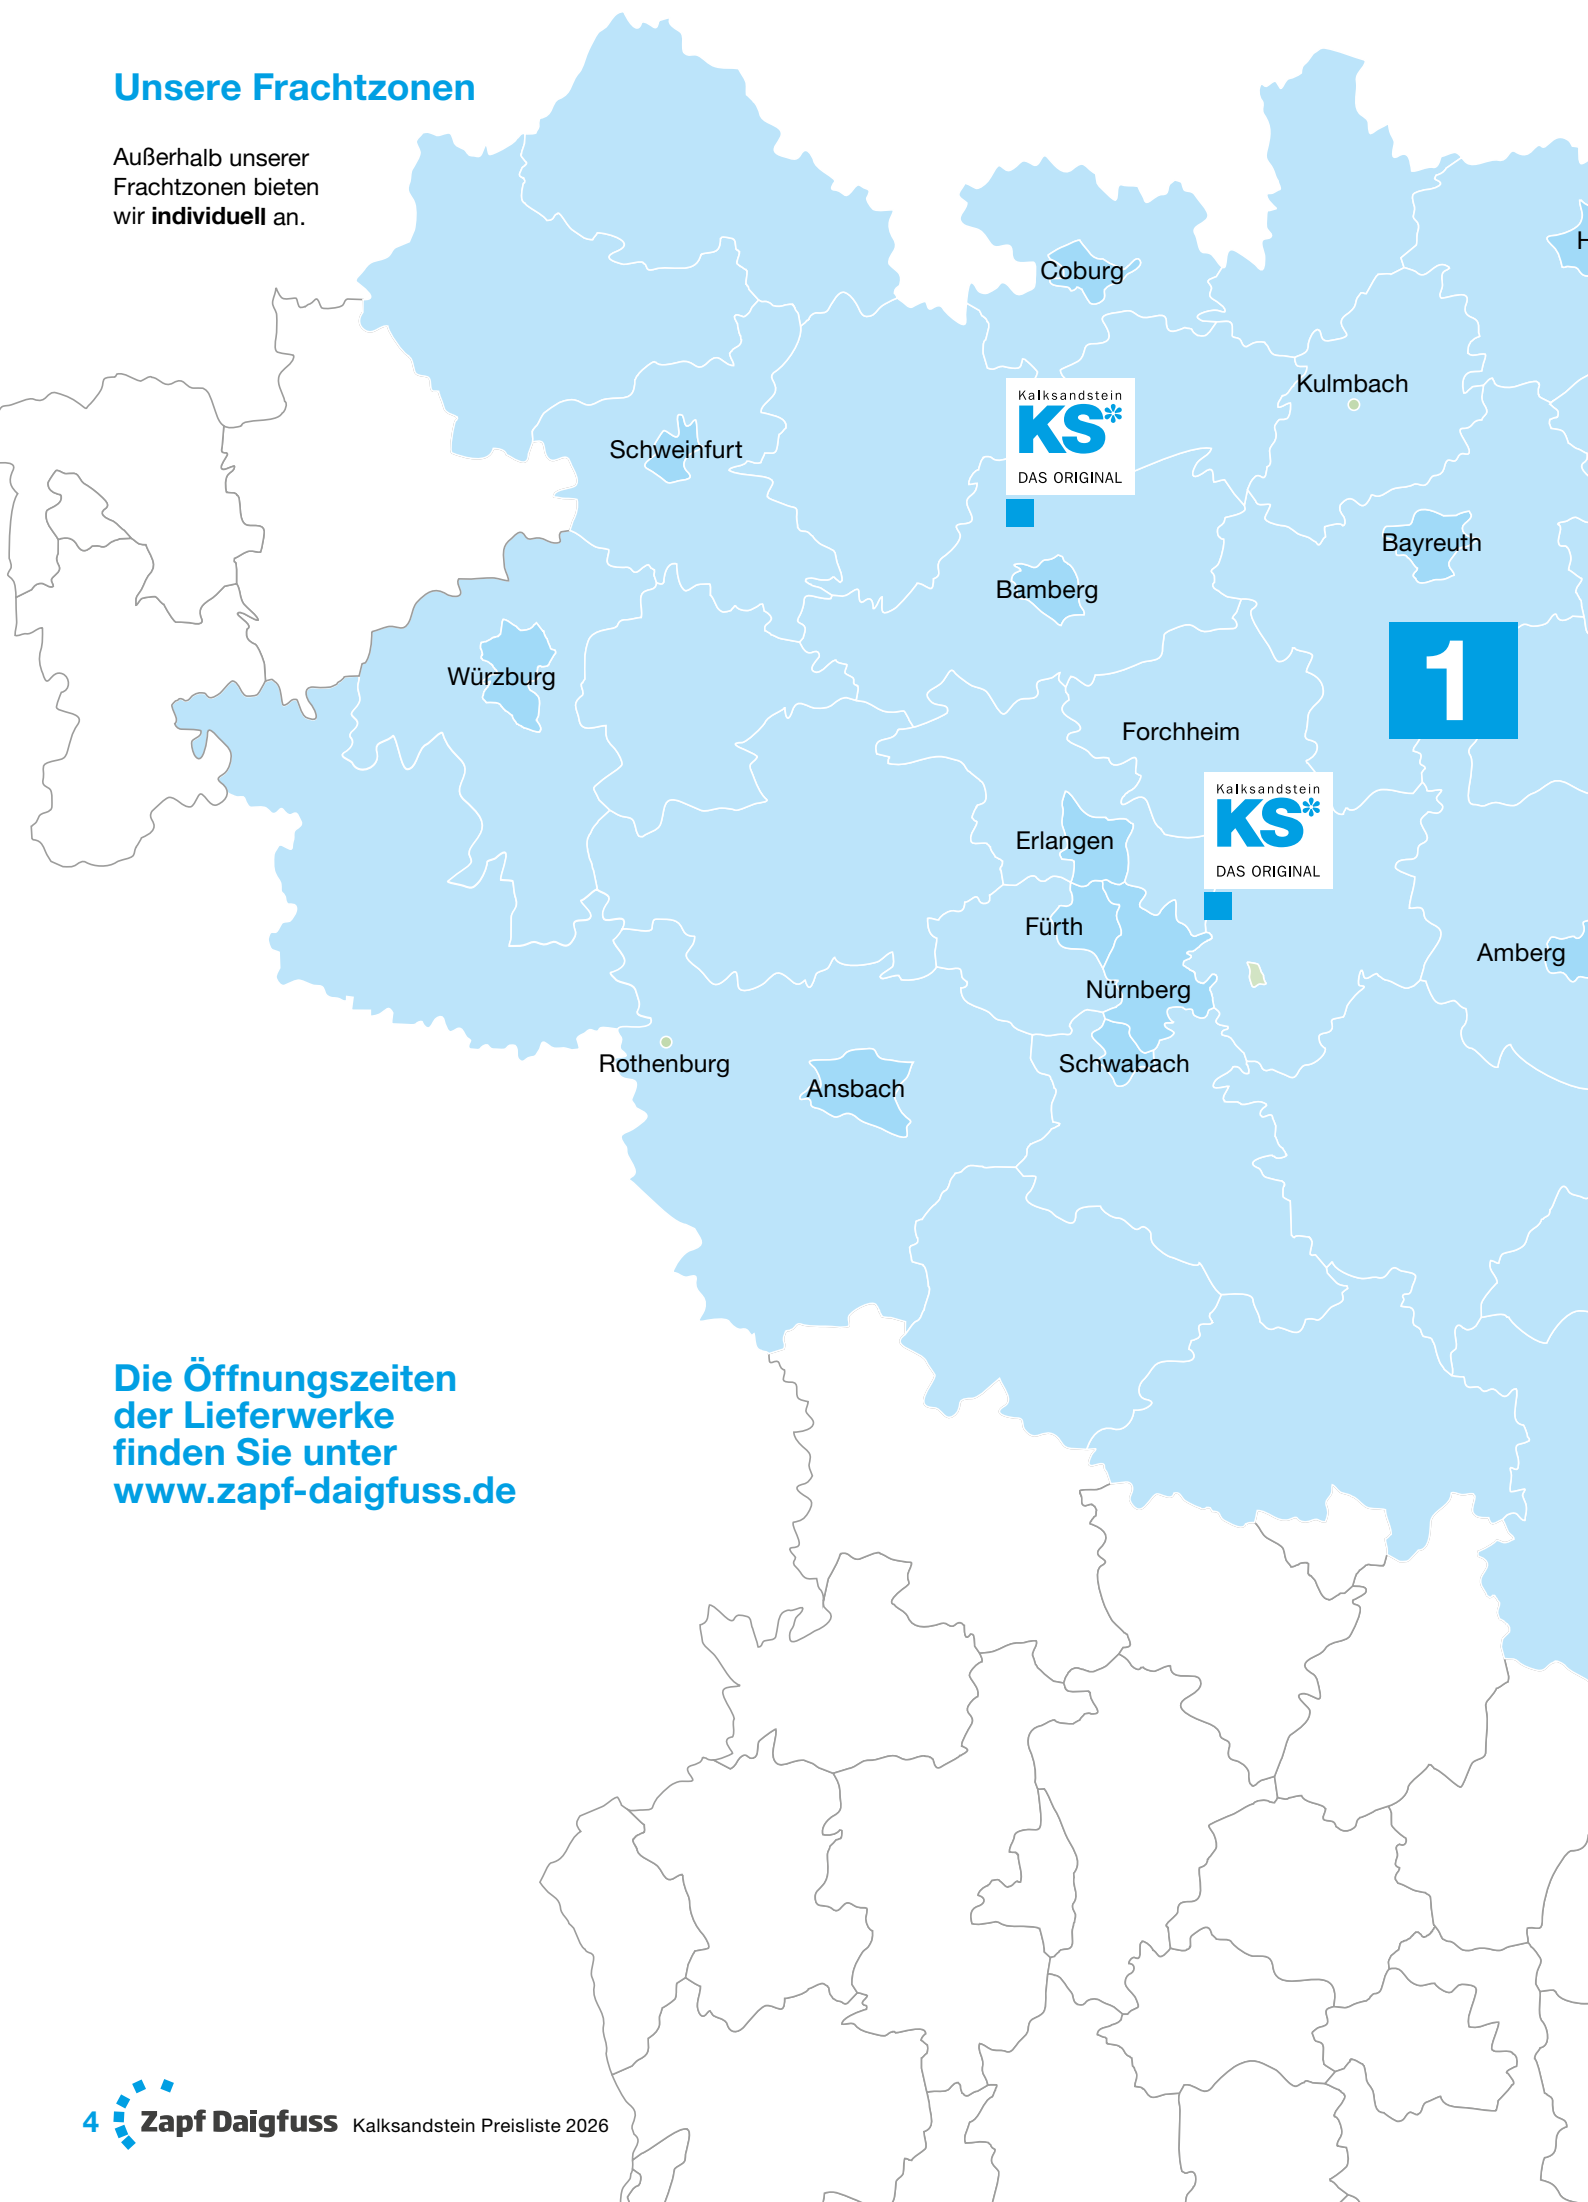 Unsere Frachtzonen
Außerhalb unserer
Frachtzonen bieten
wir individuell an.
Coburg
Kulmbach
Kalksandstein
KS*
DAS ORIGINAL
Schweinfurt
Bayreuth
Bamberg
1
Würzburg
Forchheim
Kalksandstein
KS*
DAS ORIGINAL
Erlangen
Fürth
Amberg
Nürnberg
Rothenburg
Schwabach
Ansbach
Die Öffnungszeiten
der Lieferwerke
finden Sie unter
www.zapf-daigfuss.de
4 Zapf Daigfuss Kalksandstein Preisliste 2026